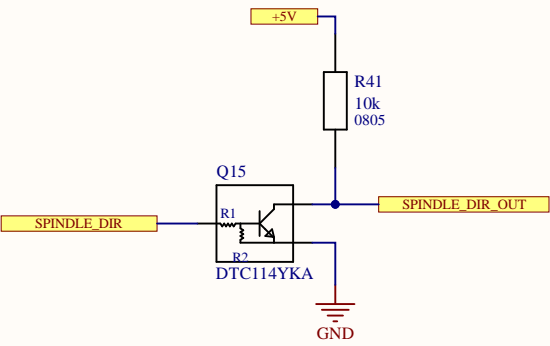 +5V
R41
10k
0805
Q15
R1
SPINDLE_DIR_OUT
SPINDLE_DIR
R2
DTC114YKA
GND